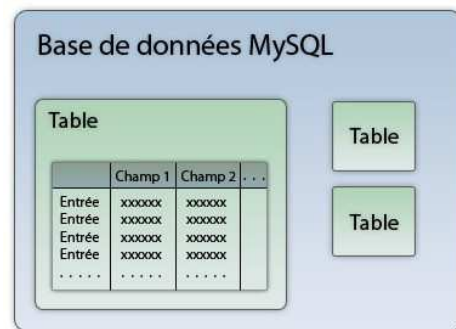 Base de données MySQL
Table
Champ 1 Champ 2 . . .
Entrée xxxxxx xxxxxx
Entrée xxxxxx xxxxxx
Entrée xxxxxx xxxxxx
Entrée xxxxxx xxxxxx
. . . . . . . . . . . . . . .
Table
Table